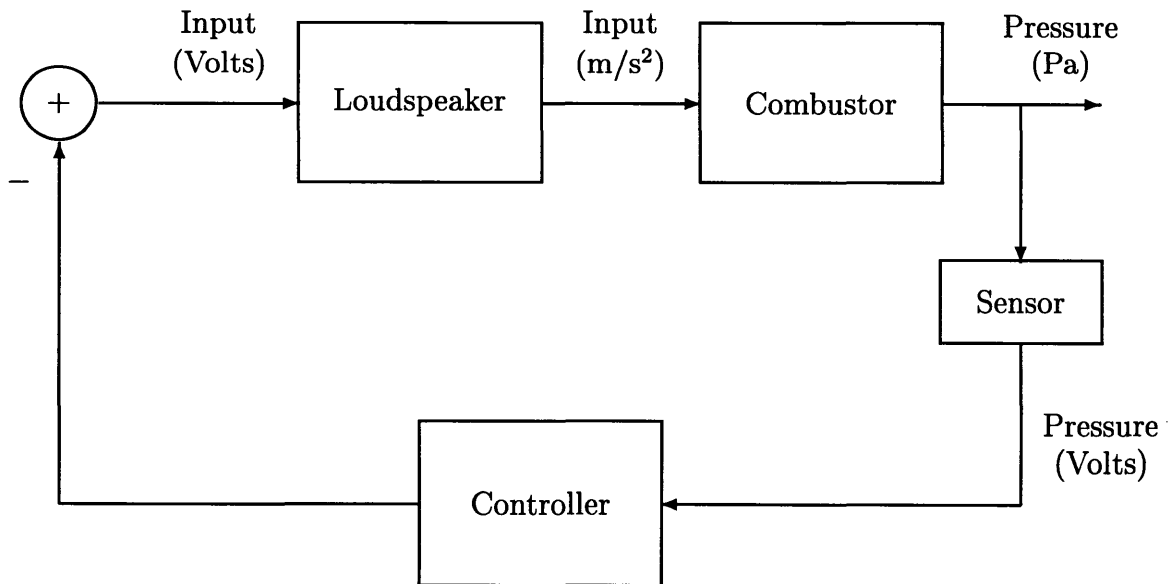 Input
(Volts)
Input
(m/s²)
Pressure
(Pa)
+
Loudspeaker
Combustor
−
Sensor
Pressure
(Volts)
Controller